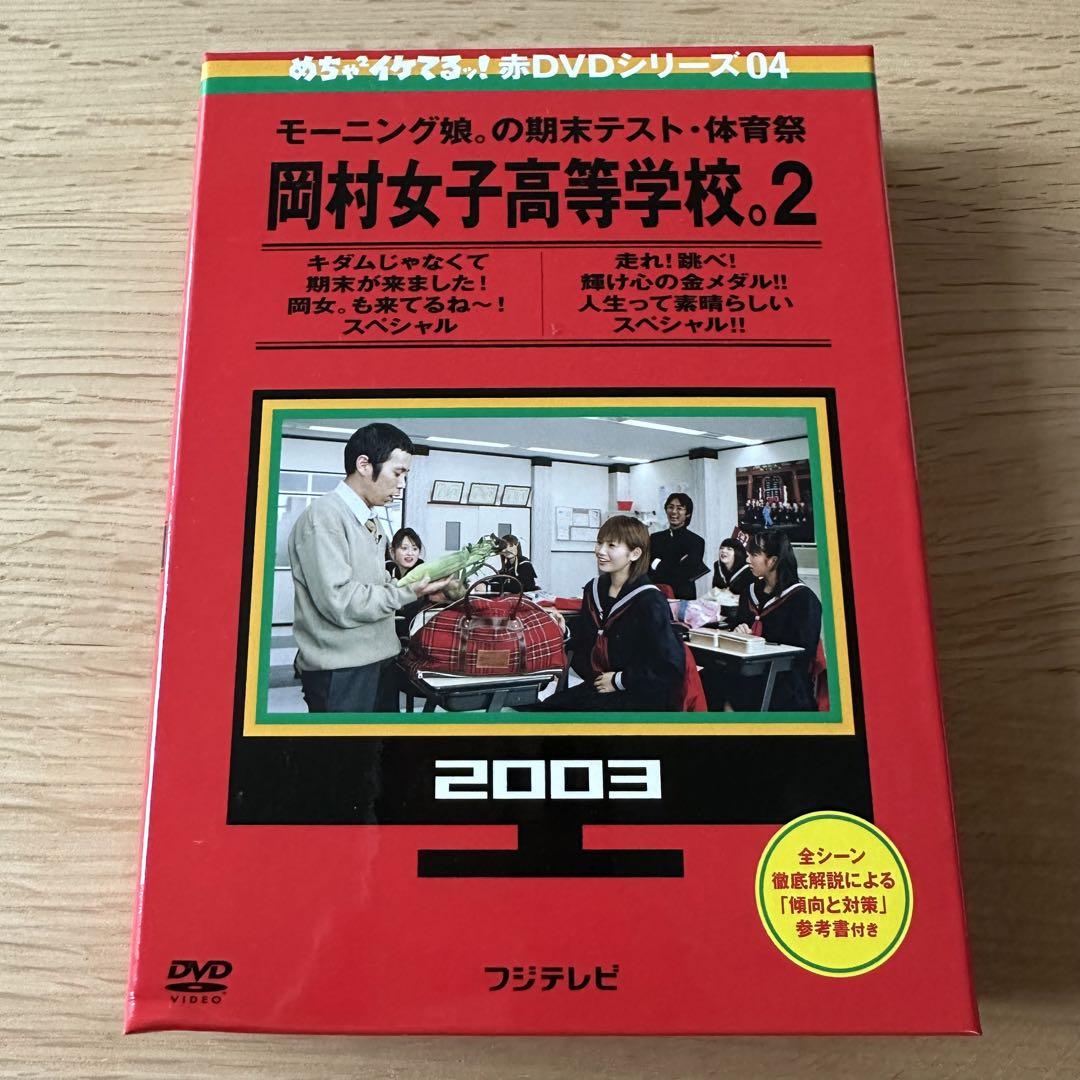 めちゃ²イケてるッ! 赤DVDシリーズ04
モーニング娘。の期末テスト・体育祭
岡村女子高等学校。2
キダムじゃなくて
期末が来ました!
岡女。も来てるね〜!
スペシャル
走れ!跳べ!
輝け心の金メダル!!
人生って素晴らしい
スペシャル!!
2003
全シーン
徹底解説による
「傾向と対策」
参考書付き
DVD
VIDEO
フジテレビ